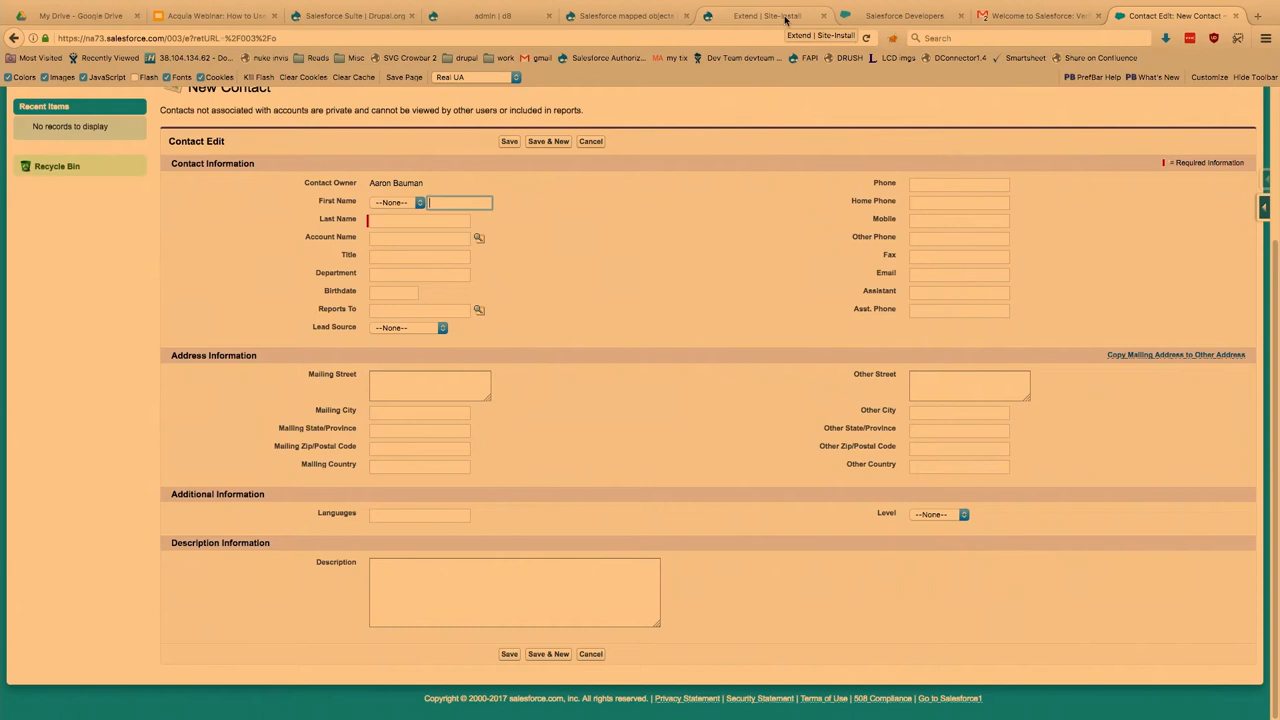 My Drive - Google Drive
Acquia Webinar: How to Use
Salesforce Suite | Drupal.org
admin | d8
Salesforce mapped objects
Extend | Site-Install
Salesforce Developers
Welcome to Salesforce: Ver
Contact Edit: New Contact -
https://na73.salesforce.com/003/e?retURL=%2F003%2Fo
Search
Extend | Site-Install
Most Visited
Recently Viewed
nuke invis
Reads
38.104.134.62 - Do...
Misc
SVG Crowbar 2
drupal
work
gmail
Salesforce Authoriz...
MA my tix
Dev Team devteam ...
FAPI
DRUSH
LCD imgs
DConnector1.4
Smartsheet
Share on Confluence
Colors
Images
JavaScript
Flash
Fonts
Cookies
Kill Flash
Clear Cookies
Clear Cache
Save Page
Real UA
PB PrefBar Help
PB What's New
Customize
Hide Toolbar
New Contact
Recent Items
No records to display
Recycle Bin
Contacts not associated with accounts are private and cannot be viewed by other users or included in reports.
Contact Edit
Save
Save & New
Cancel
Contact Information
= Required Information
Contact Owner
Aaron Bauman
First Name
--None--
Last Name
Account Name
Title
Department
Birthdate
Reports To
Lead Source
--None--
Phone
Home Phone
Mobile
Other Phone
Fax
Email
Assistant
Asst. Phone
Address Information
Copy Mailing Address to Other Address
Mailing Street
Mailing City
Mailing State/Province
Mailing Zip/Postal Code
Mailing Country
Other Street
Other City
Other State/Province
Other Zip/Postal Code
Other Country
Additional Information
Languages
Level
--None--
Description Information
Description
Save
Save & New
Cancel
Copyright © 2000-2017 salesforce.com, inc. All rights reserved. | Privacy Statement | Security Statement | Terms of Use | 508 Compliance | Go to Salesforce1